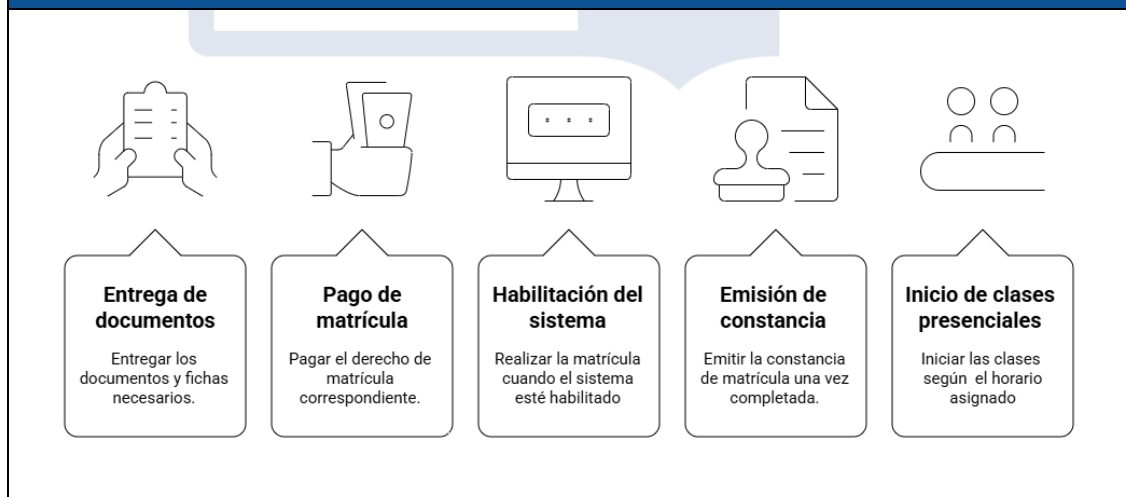 Entrega de
documentos
Entregar los
documentos y fichas
necesarios.
Pago de
matrícula
Pagar el derecho de
matrícula
correspondiente.
Habilitación del
sistema
Realizar la matrícula
cuando el sistema
esté habilitado
Emisión de
constancia
Emitir la constancia
de matrícula una vez
completada.
Inicio de clases
presenciales
Iniciar las clases
según  el horario
asignado